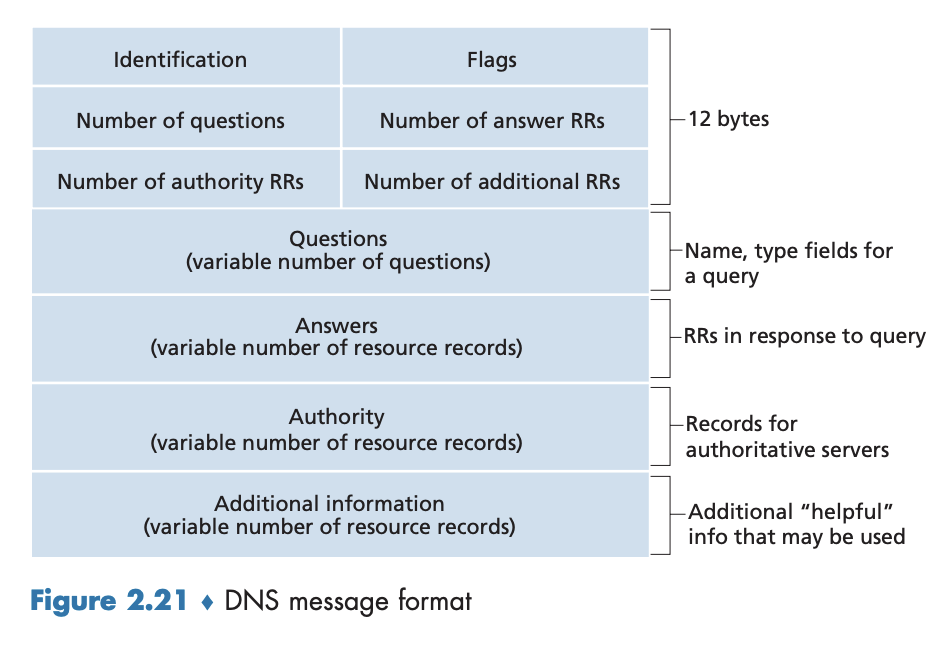 Identification
Flags
Number of questions
Number of answer RRs
12 bytes
Number of authority RRs
Number of additional RRs
Questions
(variable number of questions)
Name, type fields for
a query
Answers
(variable number of resource records)
RRs in response to query
Authority
(variable number of resource records)
Records for
authoritative servers
Additional information
(variable number of resource records)
Additional “helpful”
info that may be used
Figure 2.21 ♦ DNS message format